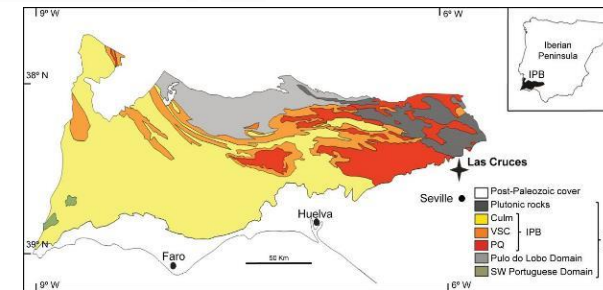 9° W
6° W
38° N
Iberian
Peninsula
IPB
Las Cruces
Seville
Huelva
Faro
50 Km
39° N
9° W
6° W
Post-Paleozoic cover
Plutonic rocks
Culm
VSC
IPB
PQ
Pulo do Lobo Domain
SW Portuguese Domain